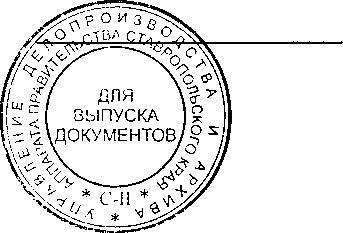 УПРАВЛЕНИЕ ДЕЛОПРОИЗВОДСТВА И АРХИВА
АППАРАТА ПРАВИТЕЛЬСТВА СТАВРОПОЛЬСКОГО КРАЯ
ДЛЯ
ВЫПУСКА
ДОКУМЕНТОВ
* С-II *
*